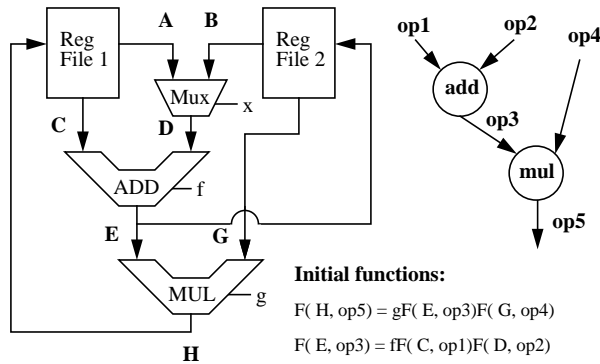 A
B
Reg
File 1
Reg
File 2
Mux
x
C
D
ADD
f
E
G
MUL
g
H
op1
op2
op4
add
op3
mul
op5
Initial functions:
F( H, op5) = gF( E, op3)F( G, op4)
F( E, op3) = fF( C, op1)F( D, op2)